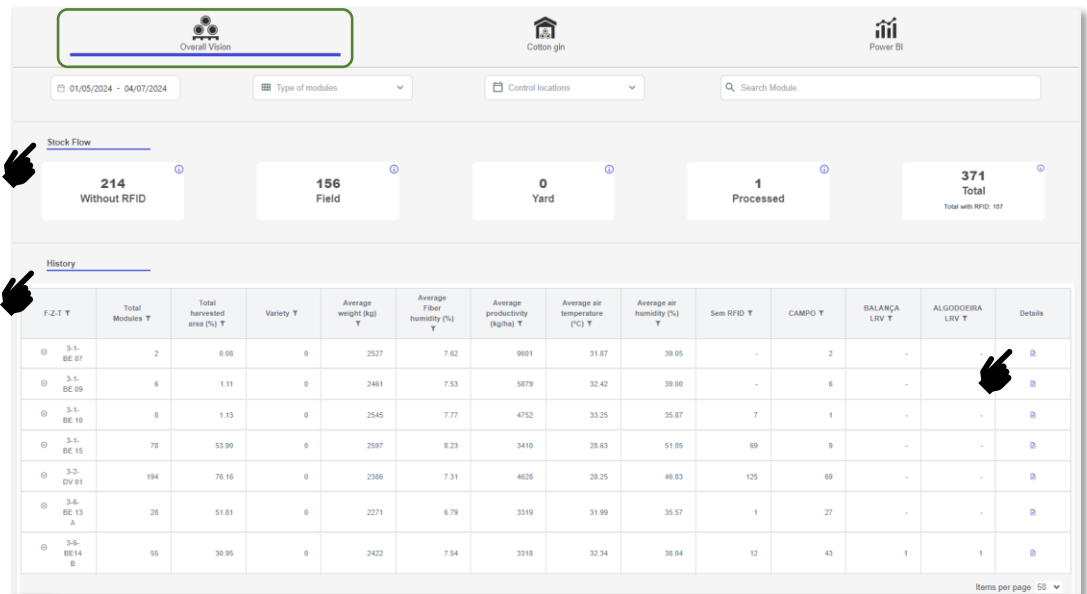 Overall Vision
Cotton gin
Power BI
01/05/2024 - 04/07/2024
Type of modules
Control locations
Search Module
Stock Flow
214
Without RFID
156
Field
0
Yard
1
Processed
371
Total
Total with RFID: 157
History
F-Z-T Total Modules Total harvested area (%) Variety Average weight (kg) Average Fiber humidity (%) Average productivity (kg/ha) Average air temperature (°C) Average air humidity (%) Sem RFID CAMPO BALANÇA LRV ALGODOEIRA LRV Details
3-1-BE 07 2 0.08 0 2527 7.62 9601 31.87 39.05 - 2 - -
3-1-BE 09 6 1.11 0 2461 7.53 5879 32.42 39.00 - 6 - -
3-1-BE 10 8 1.13 0 2545 7.77 4752 33.25 35.87 7 1 - -
3-1-BE 15 78 53.90 0 2597 8.23 3410 28.63 51.05 69 9 - -
3-2-DV 01 194 76.16 0 2386 7.31 4628 28.25 46.83 125 69 - -
3-6-BE 13 A 28 51.81 0 2271 6.79 3319 31.99 35.57 1 27 - -
3-6-BE14 B 55 30.95 0 2422 7.54 3318 32.34 38.04 12 43 1 1
Items per page 50